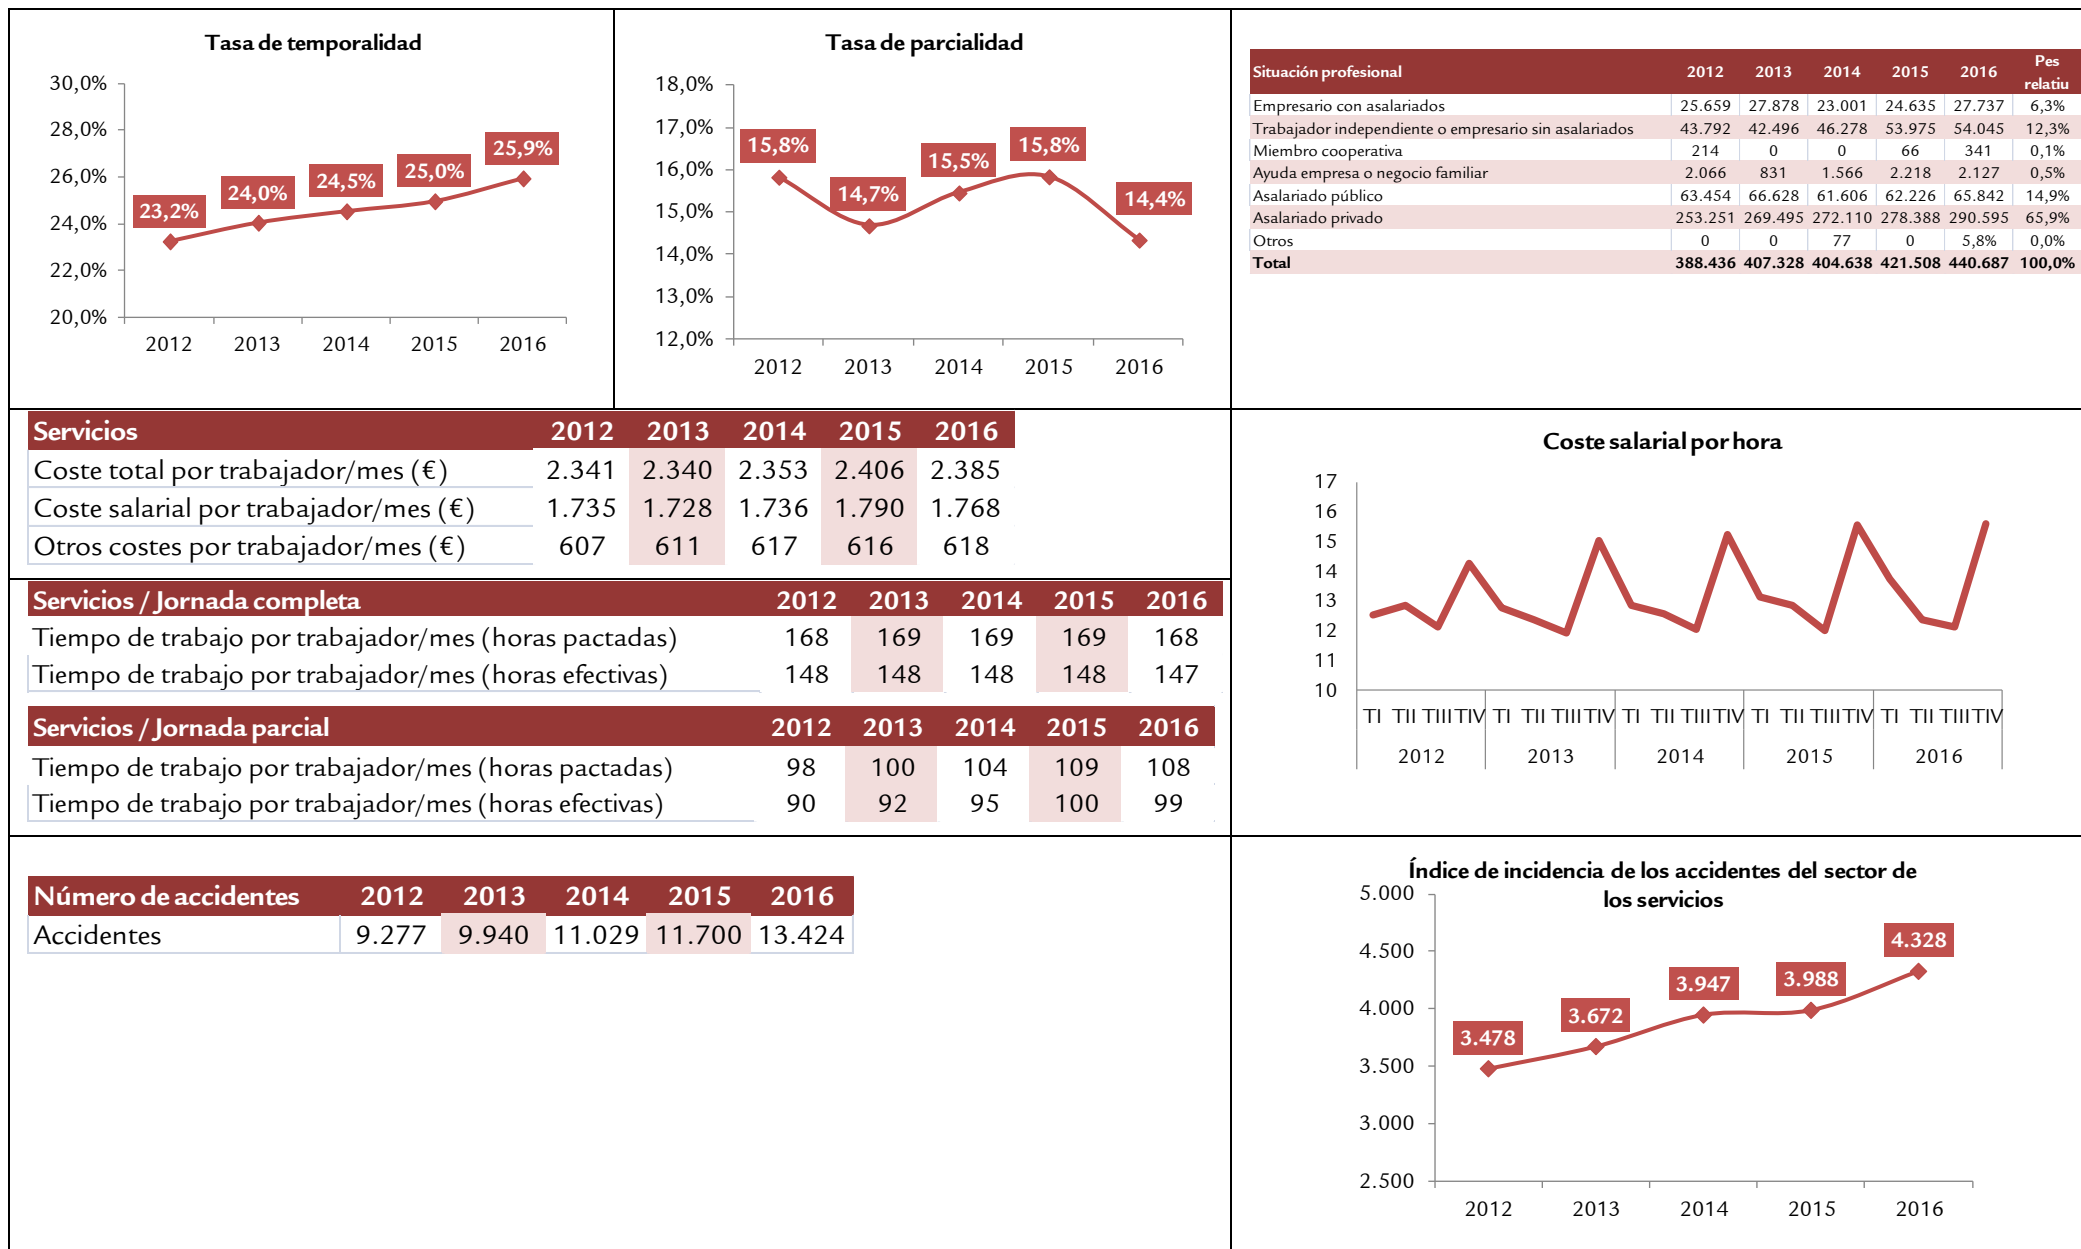 Tasa de temporalidad
30,0%
28,0%
26,0%
24,0%
22,0%
20,0%
23,2%
24,0%
24,5%
25,0%
25,9%
2012 2013 2014 2015 2016
Tasa de parcialidad
18,0%
17,0%
16,0%
15,0%
14,0%
13,0%
12,0%
15,8%
14,7%
15,5%
15,8%
14,4%
2012 2013 2014 2015 2016
Situación profesional 2012 2013 2014 2015 2016 Pes relatiu
Empresario con asalariados 25.659 27.878 23.001 24.635 27.737 6,3%
Trabajador independiente o empresario sin asalariados 43.792 42.496 46.278 53.975 54.045 12,3%
Miembro cooperativa 214 0 0 66 341 0,1%
Ayuda empresa o negocio familiar 2.066 831 1.566 2.218 2.127 0,5%
Asalariado público 63.454 66.628 61.606 62.226 65.842 14,9%
Asalariado privado 253.251 269.495 272.110 278.388 290.595 65,9%
Otros 0 0 77 0 5,8% 0,0%
Total 388.436 407.328 404.638 421.508 440.687 100,0%
Servicios 2012 2013 2014 2015 2016
Coste total por trabajador/mes (€) 2.341 2.340 2.353 2.406 2.385
Coste salarial por trabajador/mes (€) 1.735 1.728 1.736 1.790 1.768
Otros costes por trabajador/mes (€) 607 611 617 616 618
Servicios / Jornada completa 2012 2013 2014 2015 2016
Tiempo de trabajo por trabajador/mes (horas pactadas) 168 169 169 169 168
Tiempo de trabajo por trabajador/mes (horas efectivas) 148 148 148 148 147
Servicios / Jornada parcial 2012 2013 2014 2015 2016
Tiempo de trabajo por trabajador/mes (horas pactadas) 98 100 104 109 108
Tiempo de trabajo por trabajador/mes (horas efectivas) 90 92 95 100 99
Coste salarial por hora
17
16
15
14
13
12
11
10
TI TII TIII TIV TI TII TIII TIV TI TII TIII TIV TI TII TIII TIV TI TII TIII TIV
2012 2013 2014 2015 2016
Número de accidentes 2012 2013 2014 2015 2016
Accidentes 9.277 9.940 11.029 11.700 13.424
Índice de incidencia de los accidentes del sector de
los servicios
5.000
4.500
4.000
3.500
3.000
2.500
3.478
3.672
3.947
3.988
4.328
2012 2013 2014 2015 2016